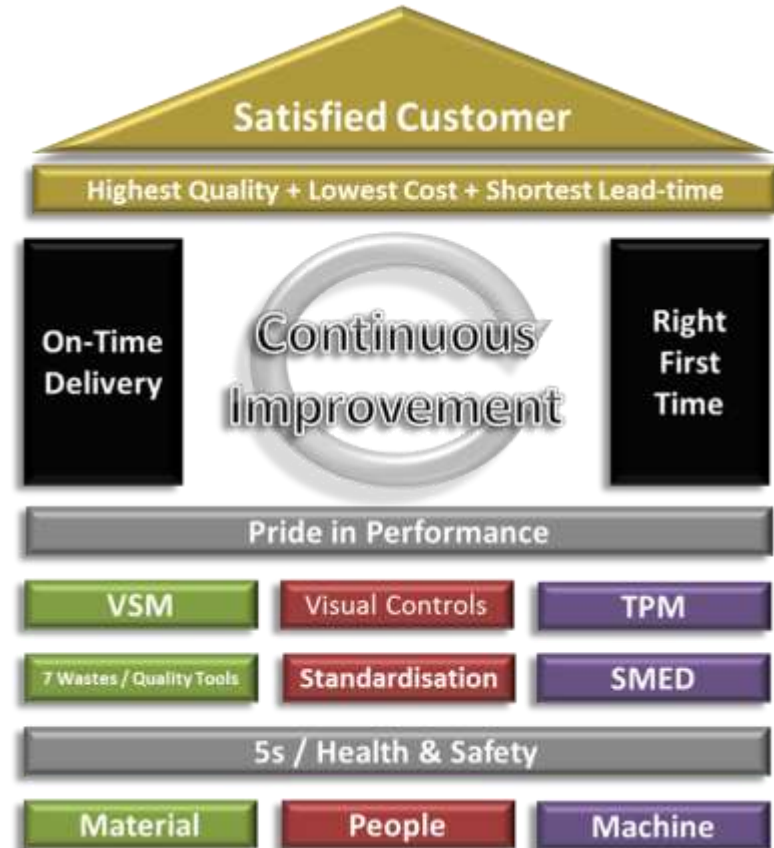 Satisfied Customer
Highest Quality + Lowest Cost + Shortest Lead-time
On-Time
Delivery
Continuous
Improvement
Right
First
Time
Pride in Performance
VSM
Visual Controls
TPM
7 Wastes / Quality Tools
Standardisation
SMED
5s / Health & Safety
Material
People
Machine